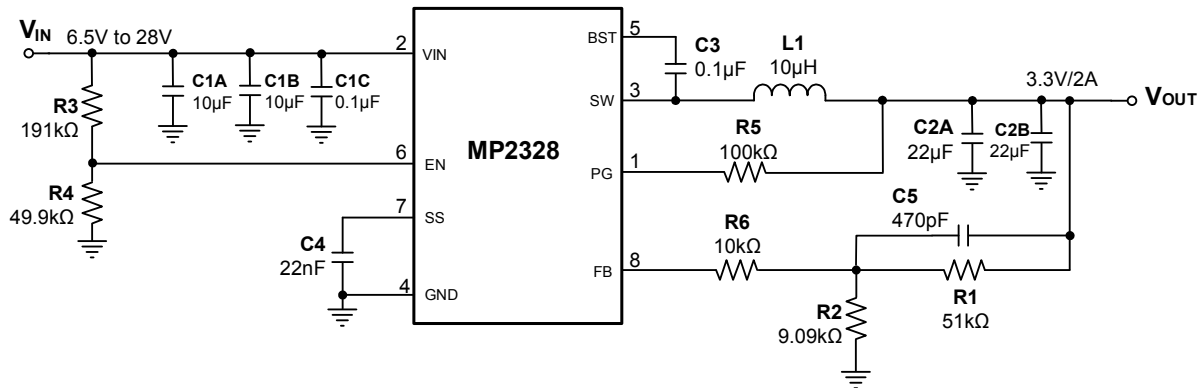 VIN
6.5V to 28V
R3
191kΩ
R4
49.9kΩ
C1A
10µF
C1B
10µF
C1C
0.1µF
2
VIN
6
EN
7
SS
4
GND
C4
22nF
MP2328
BST
5
SW
3
PG
1
FB
8
C3
0.1µF
L1
10µH
R5
100kΩ
C2A
22µF
C2B
22µF
3.3V/2A
VOUT
C5
470pF
R6
10kΩ
R1
51kΩ
R2
9.09kΩ